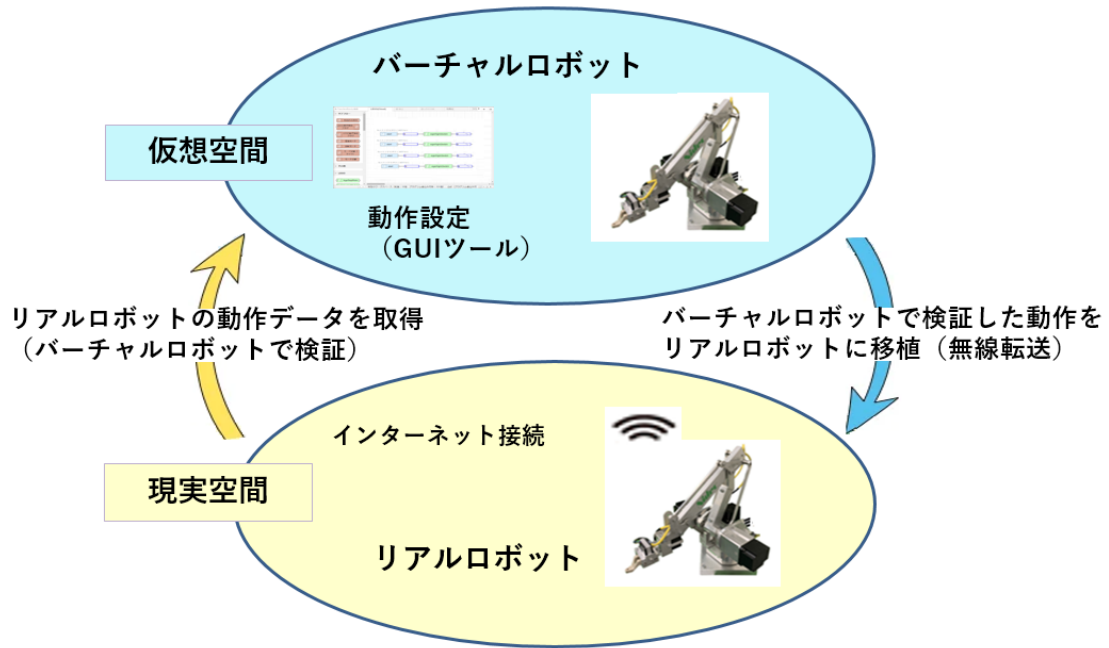 バーチャルロボット
仮想空間
動作設定
（GUIツール）
リアルロボットの動作データを取得
（バーチャルロボットで検証）
バーチャルロボットで検証した動作を
リアルロボットに移植（無線転送）
インターネット接続
現実空間
リアルロボット